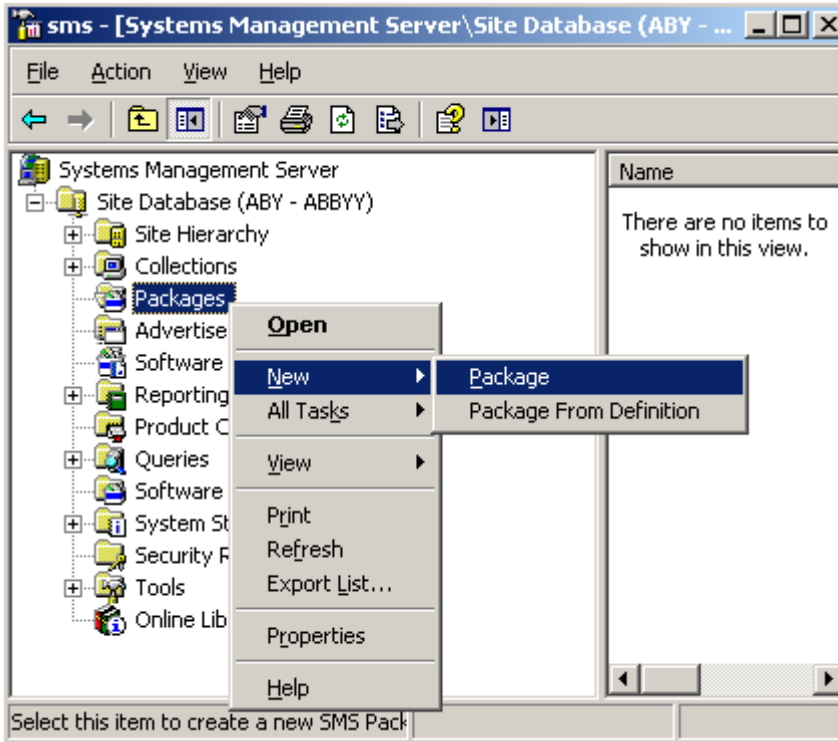 sms - [Systems Management Server\Site Database (ABY - ...
File Action View Help
Systems Management Server
Site Database (ABY - ABBYY)
Site Hierarchy
Collections
Packages
Advertise
Software
Reporting
Product C
Queries
Software
System St
Security R
Tools
Online Lib
Open
New
All Tasks
View
Print
Refresh
Export List...
Properties
Help
Package
Package From Definition
Name
There are no items to
show in this view.
Select this item to create a new SMS Pack